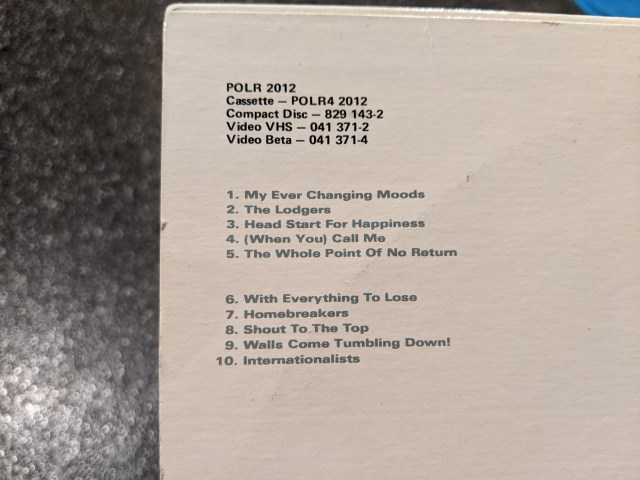 POLR 2012
Cassette — POLR4 2012
Compact Disc — 829 143-2
Video VHS — 041 371-2
Video Beta — 041 371-4
1. My Ever Changing Moods
2. The Lodgers
3. Head Start For Happiness
4. (When You) Call Me
5. The Whole Point Of No Return
6. With Everything To Lose
7. Homebreakers
8. Shout To The Top
9. Walls Come Tumbling Down!
10. Internationalists